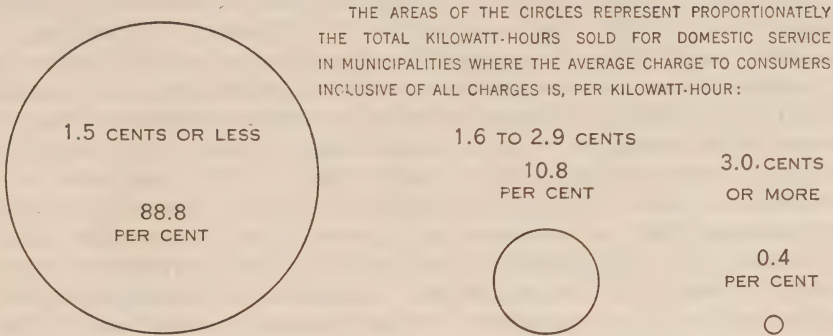 THE AREAS OF THE CIRCLES REPRESENT PROPORTIONATELY
THE TOTAL KILOWATT-HOURS SOLD FOR DOMESTIC SERVICE
IN MUNICIPALITIES WHERE THE AVERAGE CHARGE TO CONSUMERS
INCLUSIVE OF ALL CHARGES IS, PER KILOWATT-HOUR:
1.5 CENTS OR LESS
88.8
PER CENT
1.6 TO 2.9 CENTS
10.8
PER CENT
3.0 CENTS
OR MORE
0.4
PER CENT